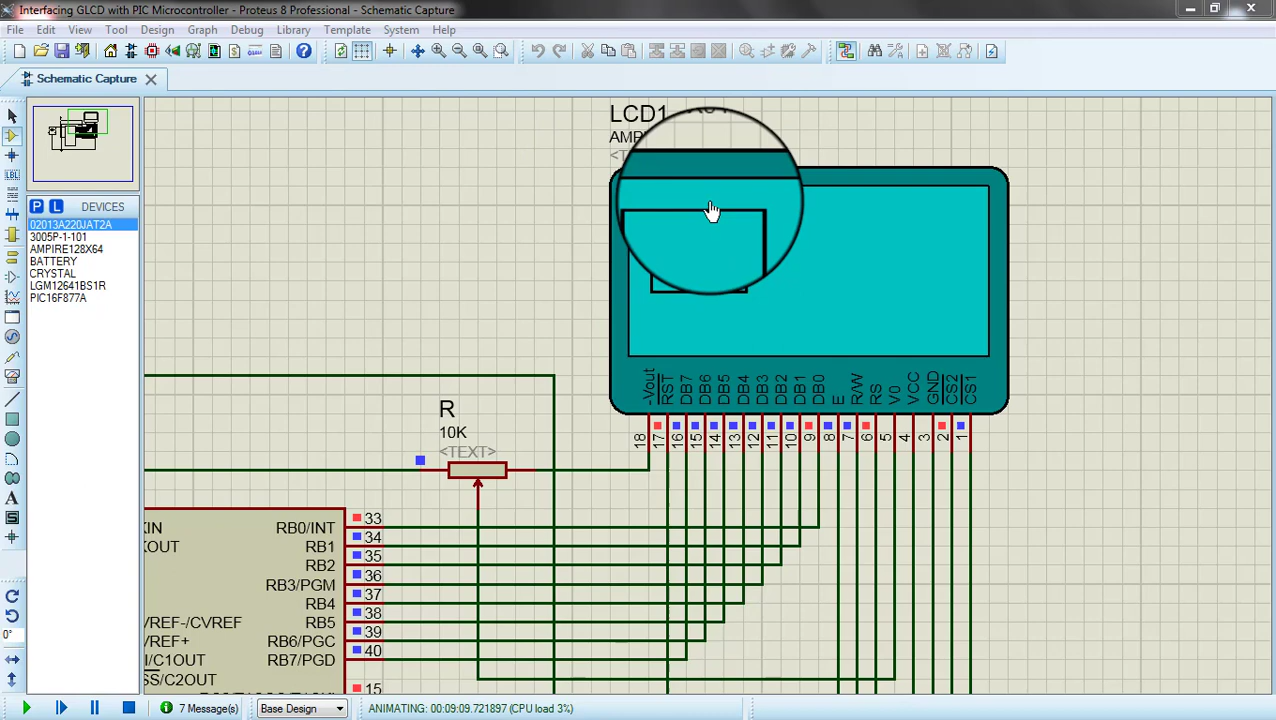 Interfacing GLCD with PIC Microcontroller - Proteus 8 Professional - Schematic Capture
File Edit View Tool Design Graph Debug Library Template System Help
Schematic Capture
LBL
P L DEVICES
02013A220JAT2A
3005P-1-101
AMPIRE128X64
BATTERY
CRYSTAL
LGM12641BS1R
PIC16F877A
LCD1
-Vout RST DB7 DB6 DB5 DB4 DB3 DB2 DB1 DB0 E R/W RS V0 VCC GND CS2 CS1
18 17 16 15 14 13 12 11 10 9 8 7 6 5 4 3 2 1
R
10K
<TEXT>
33
RB0/INT
34
KOUT RB1
35
RB2
36
RB3/PGM
37
RB4
38
/REF-/CVREF RB5
39
/REF+ RB6/PGC
40
I/C1OUT RB7/PGD
SS/C2OUT
15
0°
7 Message(s) Base Design ANIMATING: 00:09:09.721897 (CPU load 3%)